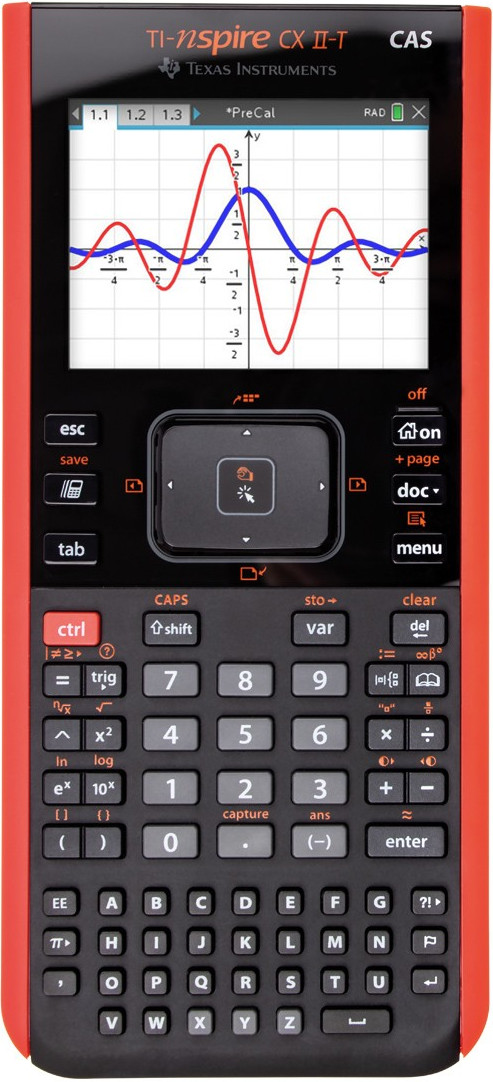 TI-nspire CX II-T CAS
TEXAS INSTRUMENTS
1.1 1.2 1.3 *PreCal RAD
y
3
2
1
1
2
x
-3·π
4
-π
2
-π
4
π
4
π
2
3·π
4
-1
2
-1
-3
2
off
esc
on
save
+ page
doc
tab
menu
CAPS sto→ clear
ctrl shift var del
|≠≥▸ ? := ∞β°
= trig 7 8 9 |□|{
ⁿ√x √ "□"
^ x² 4 5 6 × ÷
ln log
eˣ 10ˣ 1 2 3 + −
[ ] { } capture ans ≈
( ) 0 . (−) enter
EE A B C D E F G ?!▸
π▸ H I J K L M N
, O P Q R S T U
V W X Y Z